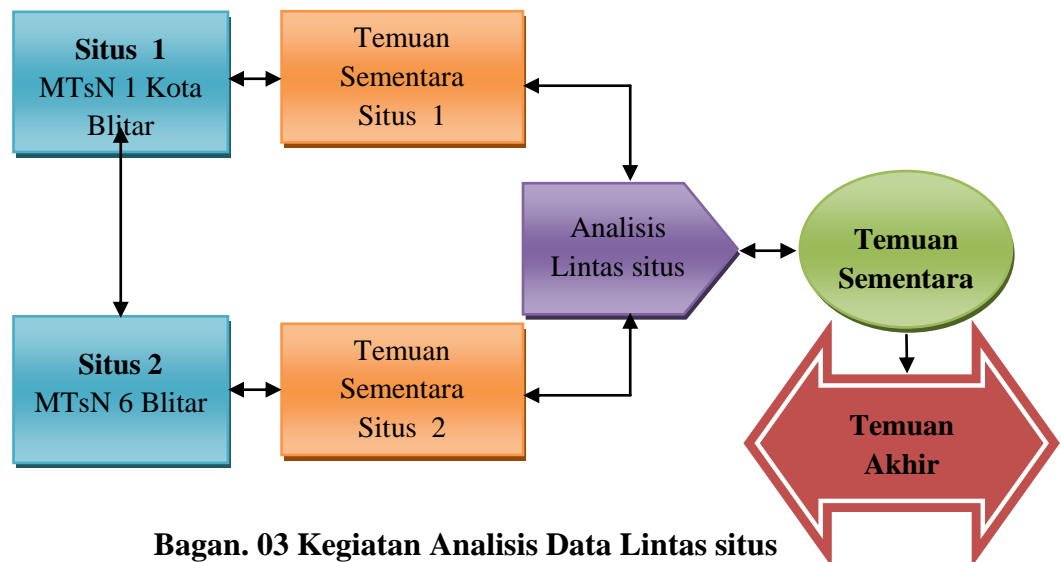 Situs 1
MTsN 1 Kota
Blitar
Temuan
Sementara
Situs 1
Analisis
Lintas situs
Temuan
Sementara
Situs 2
MTsN 6 Blitar
Temuan
Sementara
Situs 2
Temuan
Akhir
Bagan. 03 Kegiatan Analisis Data Lintas situs